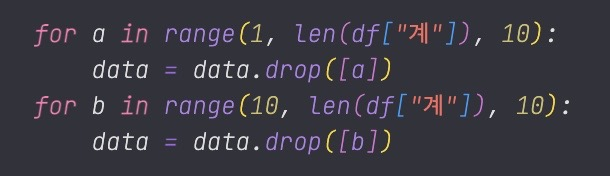 for a in range(1, len(df["계"]), 10):
    data = data.drop([a])
for b in range(10, len(df["계"]), 10):
    data = data.drop([b])